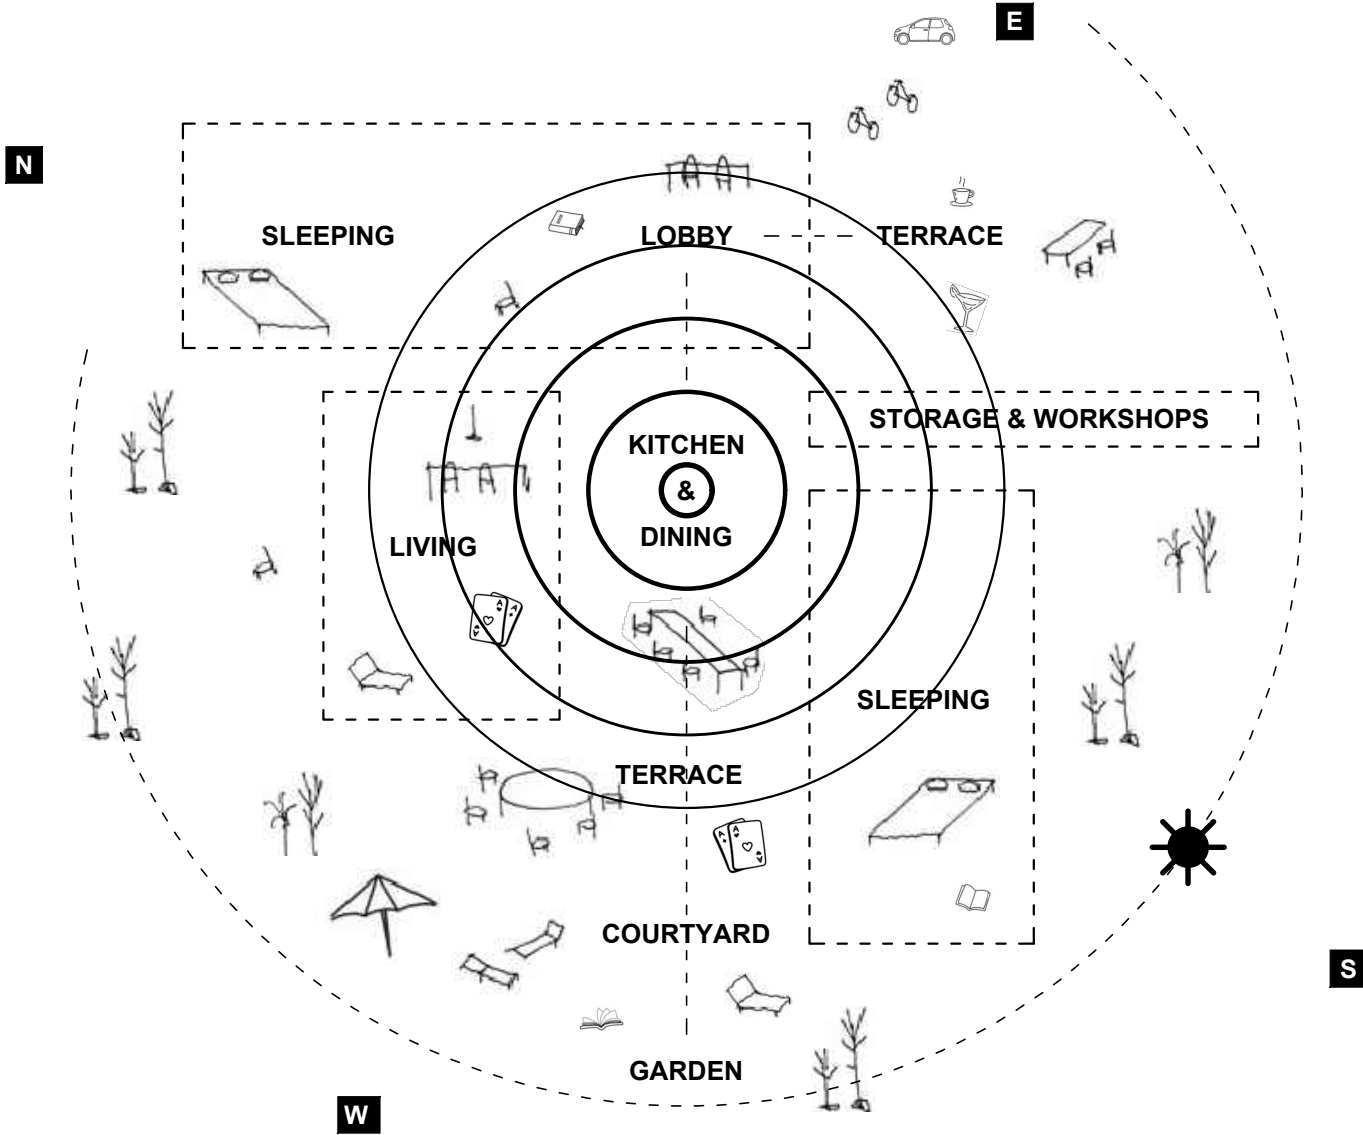 E
N
SLEEPING
LOBBY
TERRACE
STORAGE & WORKSHOPS
KITCHEN
&
DINING
LIVING
SLEEPING
TERRACE
COURTYARD
S
GARDEN
W